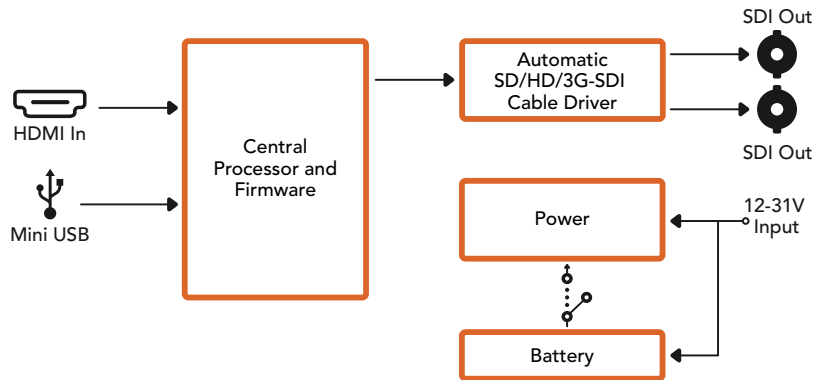 SDI Out
Automatic
SD/HD/3G-SDI
Cable Driver
HDMI In
Central
Processor and
Firmware
SDI Out
Mini USB
Power
12-31V
Input
Battery